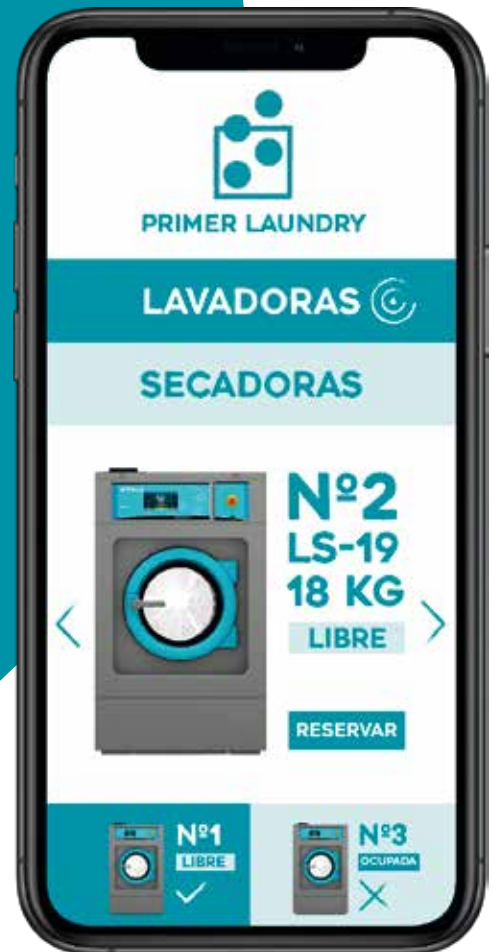 PRIMER LAUNDRY
LAVADORAS
SECADORAS
Nº2
LS-19
18 KG
LIBRE
RESERVAR
Nº1
LIBRE
Nº3
OCUPADA